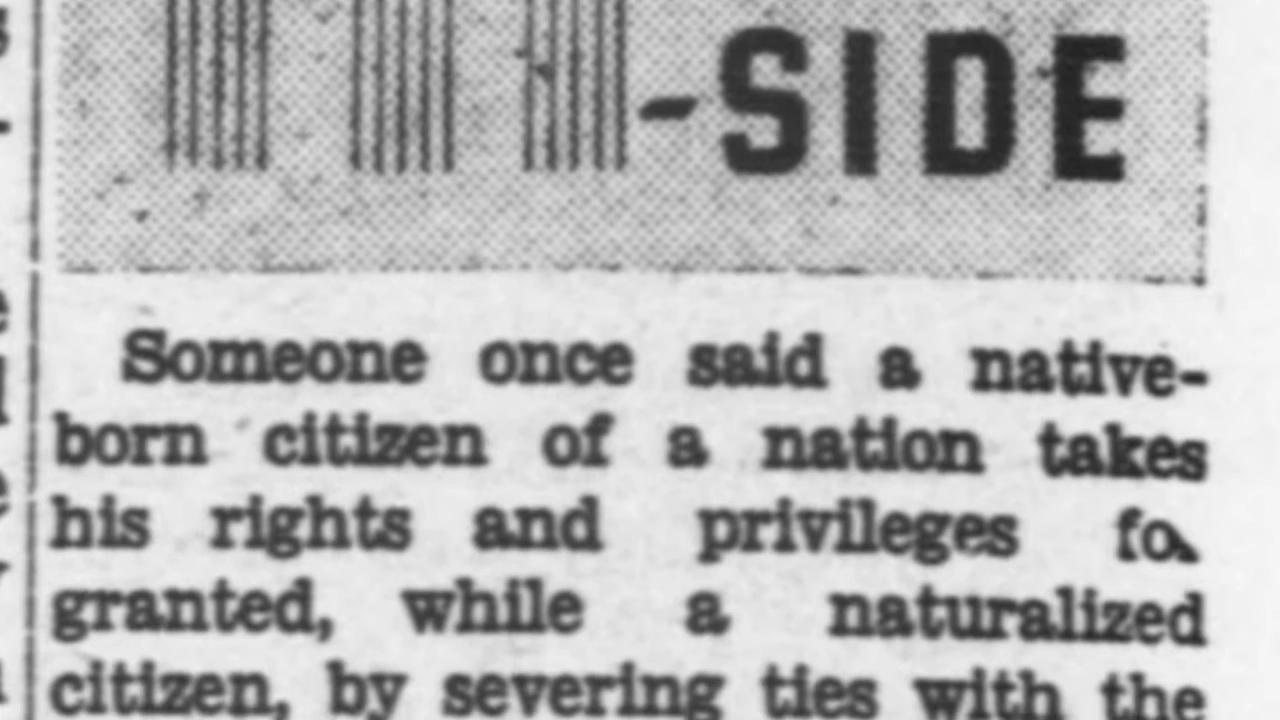 -SIDE
Someone once said a native-
born citizen of a nation takes
his rights and privileges
granted, while a naturalized
citizen, by severing ties with the